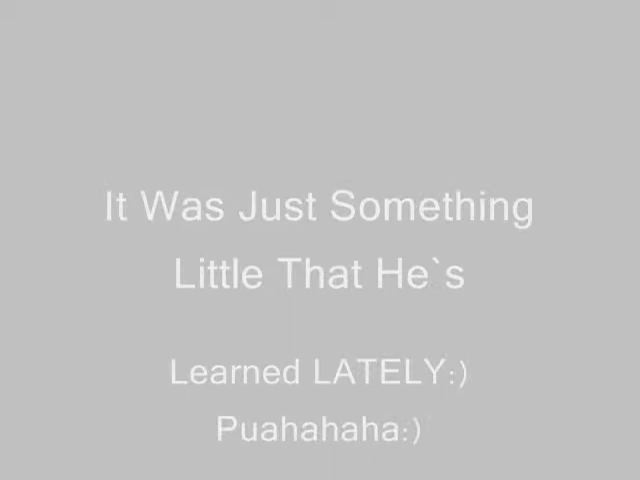 It Was Just Something
Little That He`s
Learned LATELY:)
Puahahaha:)